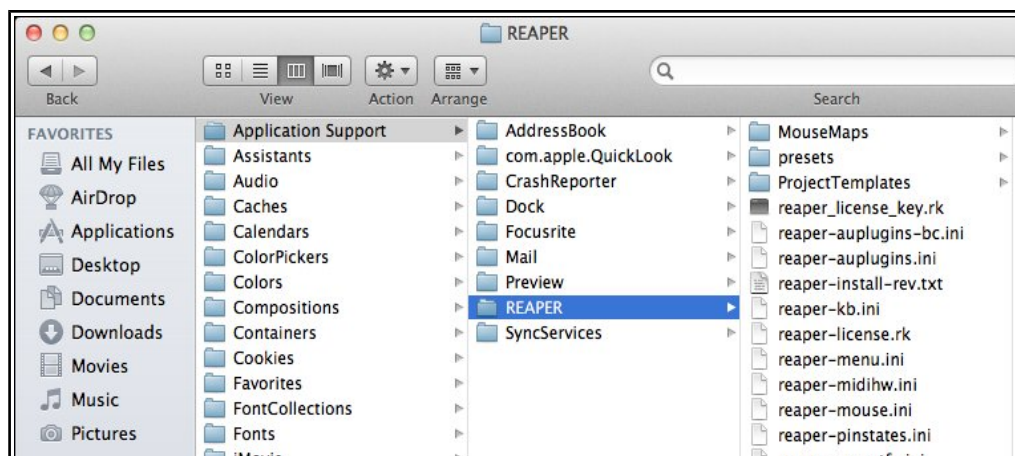 REAPER
Back
View
Action
Arrange
Search
FAVORITES
All My Files
AirDrop
Applications
Desktop
Documents
Downloads
Movies
Music
Pictures
Application Support
Assistants
Audio
Caches
Calendars
ColorPickers
Colors
Compositions
Containers
Cookies
Favorites
FontCollections
Fonts
AddressBook
com.apple.QuickLook
CrashReporter
Dock
Focusrite
Mail
Preview
REAPER
SyncServices
MouseMaps
presets
ProjectTemplates
reaper_license_key.rk
reaper-auplugins-bc.ini
reaper-auplugins.ini
reaper-install-rev.txt
reaper-kb.ini
reaper-license.rk
reaper-menu.ini
reaper-midihw.ini
reaper-mouse.ini
reaper-pinstates.ini